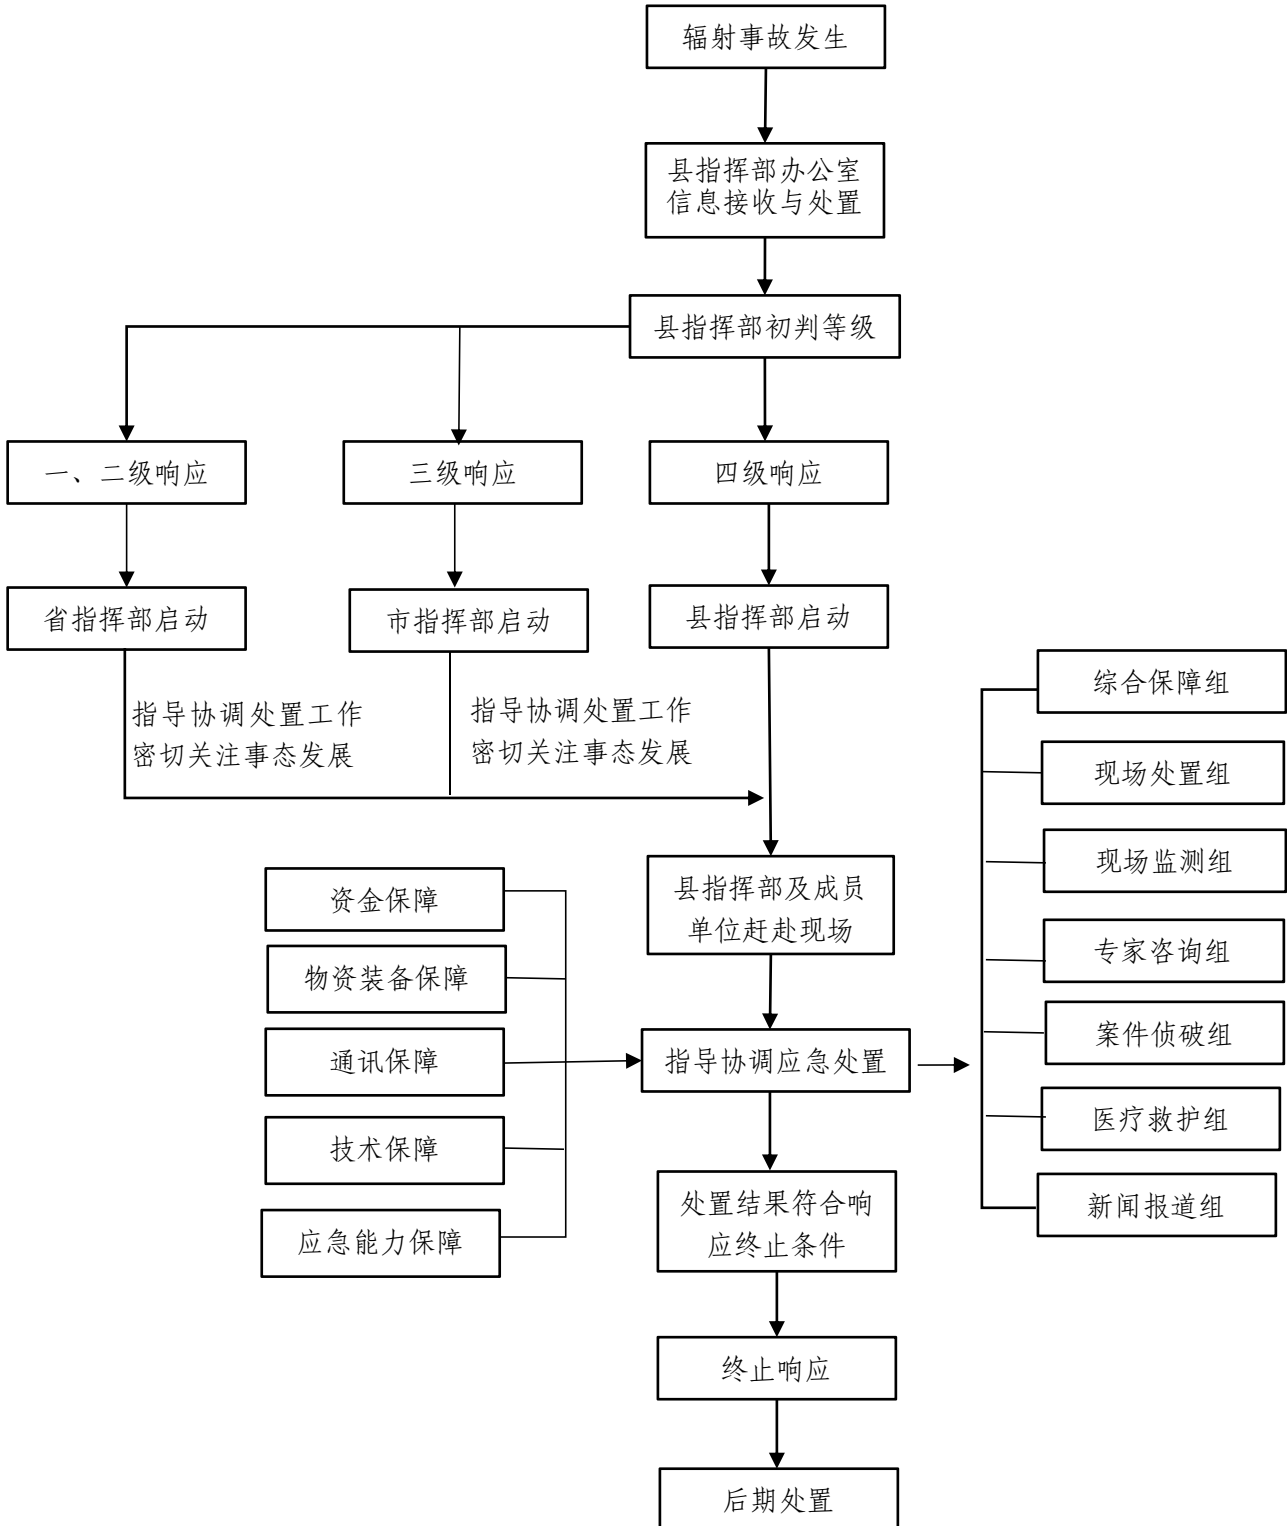 辐射事故发生
县指挥部办公室
信息接收与处置
县指挥部初判等级
一、二级响应
三级响应
四级响应
省指挥部启动
市指挥部启动
县指挥部启动
指导协调处置工作
密切关注事态发展
指导协调处置工作
密切关注事态发展
县指挥部及成员
单位赶赴现场
资金保障
物资装备保障
通讯保障
技术保障
应急能力保障
指导协调应急处置
综合保障组
现场处置组
现场监测组
专家咨询组
案件侦破组
医疗救护组
新闻报道组
处置结果符合响
应终止条件
终止响应
后期处置